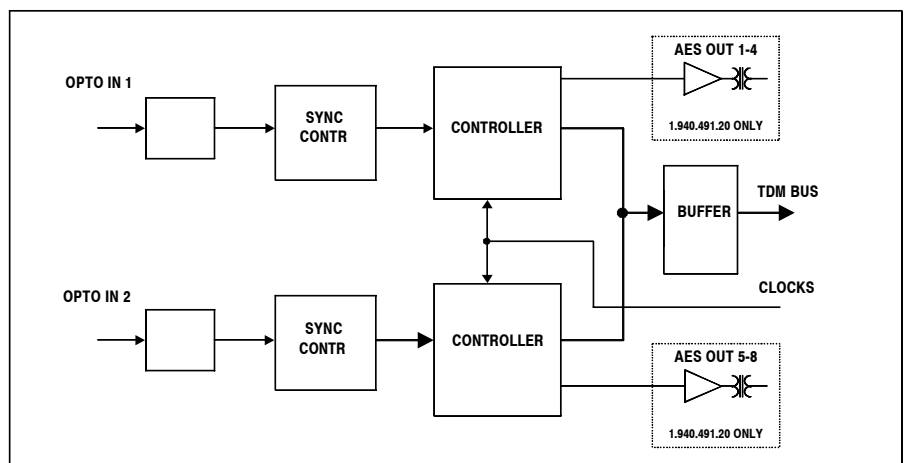 AES OUT 1-4
OPTO IN 1
SYNC
CONTR
CONTROLLER
1.940.491.20 ONLY
TDM BUS
BUFFER
CLOCKS
OPTO IN 2
SYNC
CONTR
CONTROLLER
AES OUT 5-8
1.940.491.20 ONLY